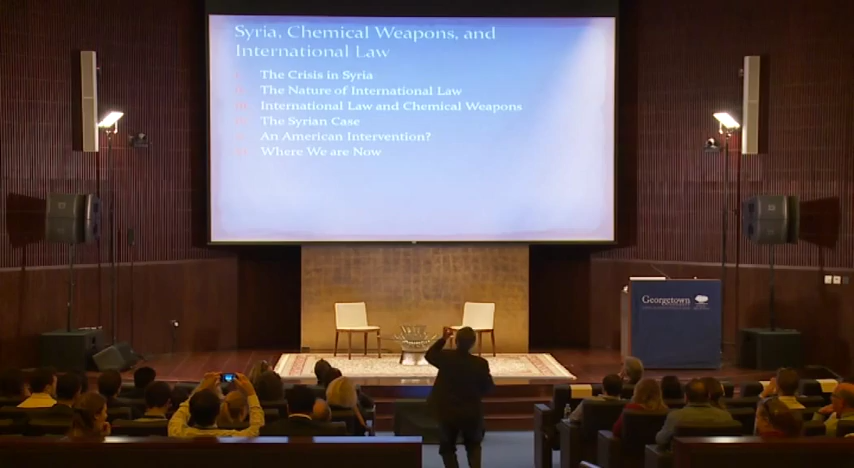 Syria, Chemical Weapons, and
International Law
The Crisis in Syria
The Nature of International Law
International Law and Chemical Weapons
The Syrian Case
An American Intervention?
Where We are Now
Georgetown